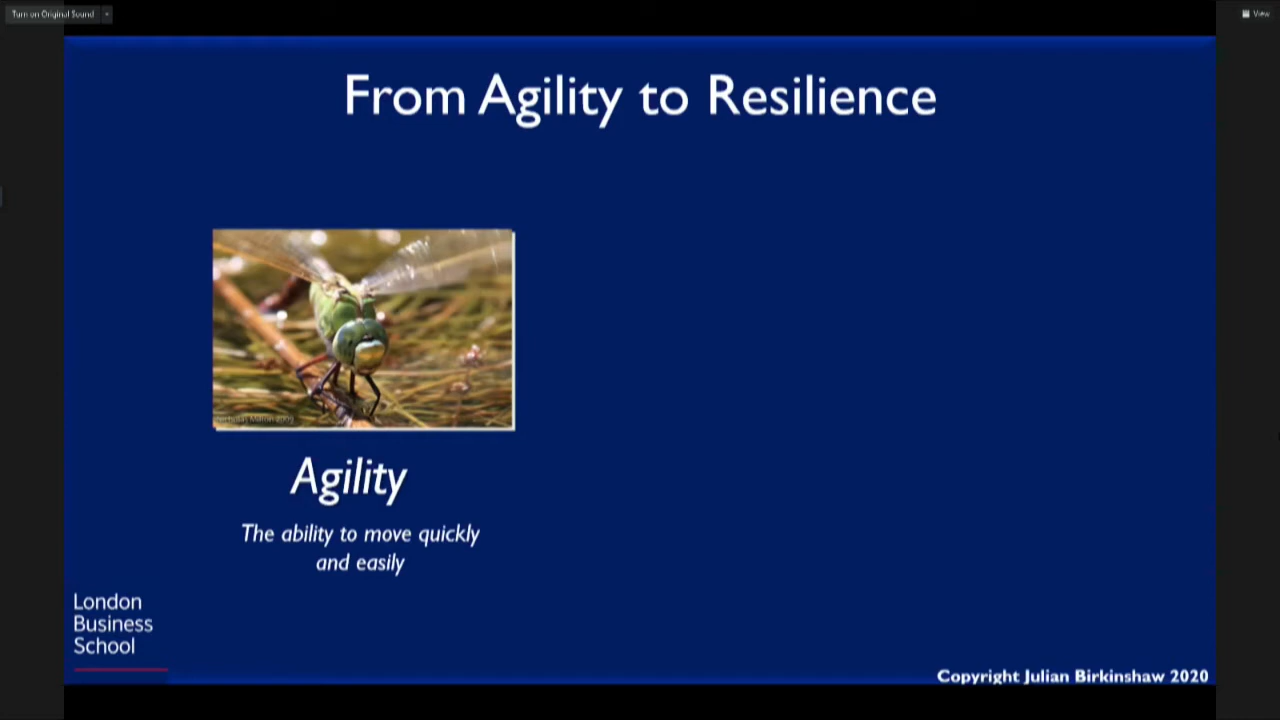 Turn on Original Sound
View
From Agility to Resilience
Agility
The ability to move quickly
and easily
London
Business
School
Copyright Julian Birkinshaw 2020